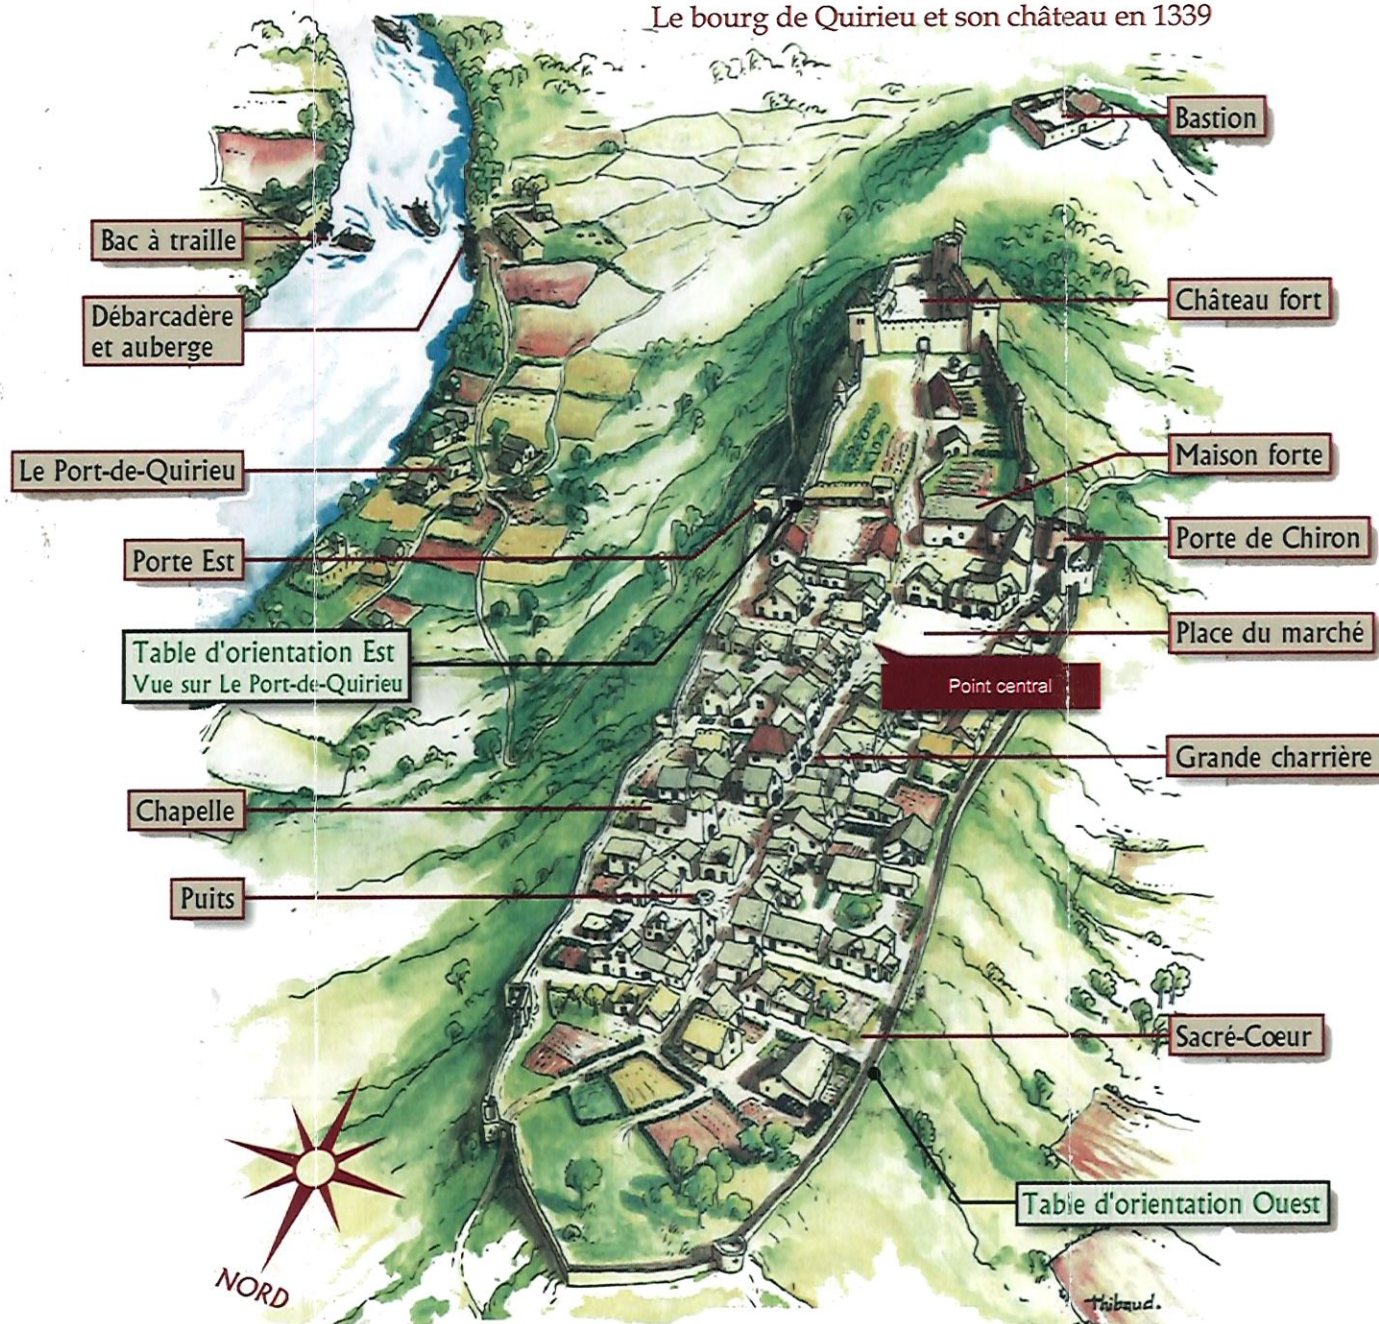 Le bourg de Quirieu et son château en 1339
Bastion
Bac à traille
Château fort
Débarcadère
et auberge
Le Port-de-Quirieu
Maison forte
Porte Est
Porte de Chiron
Table d'orientation Est
Vue sur Le Port-de-Quirieu
Place du marché
Point central
Grande charrière
Chapelle
Puits
Sacré-Cœur
Table d'orientation Ouest
NORD
Thibaud.